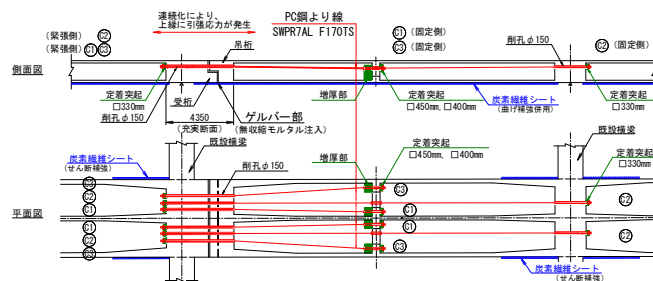 連続化により、
上縁に引張応力が発生
PC鋼より線
SWPR7AL F170TS
(緊張側) C2
(緊張側) C1 C3
吊桁
C1 (固定側)
C3 (固定側)
削孔φ150
C2 (固定側)
側面図
定着突起
□330mm
削孔φ150
受桁
4350
(充実断面)
ゲルバー部
(無収縮モルタル注入)
増厚部
定着突起
□450mm、□400mm
炭素繊維シート
(曲げ補強併用)
定着突起
□330mm
既設横梁
既設横梁
炭素繊維シート
(せん断補強)
削孔φ150
増厚部
定着突起
□450mm、□400mm
定着突起
□330mm
平面図
C3
C2
C1
C1
C2
C3
C3
C1
C1
C3
C2
C2
炭素繊維シート
(せん断補強)